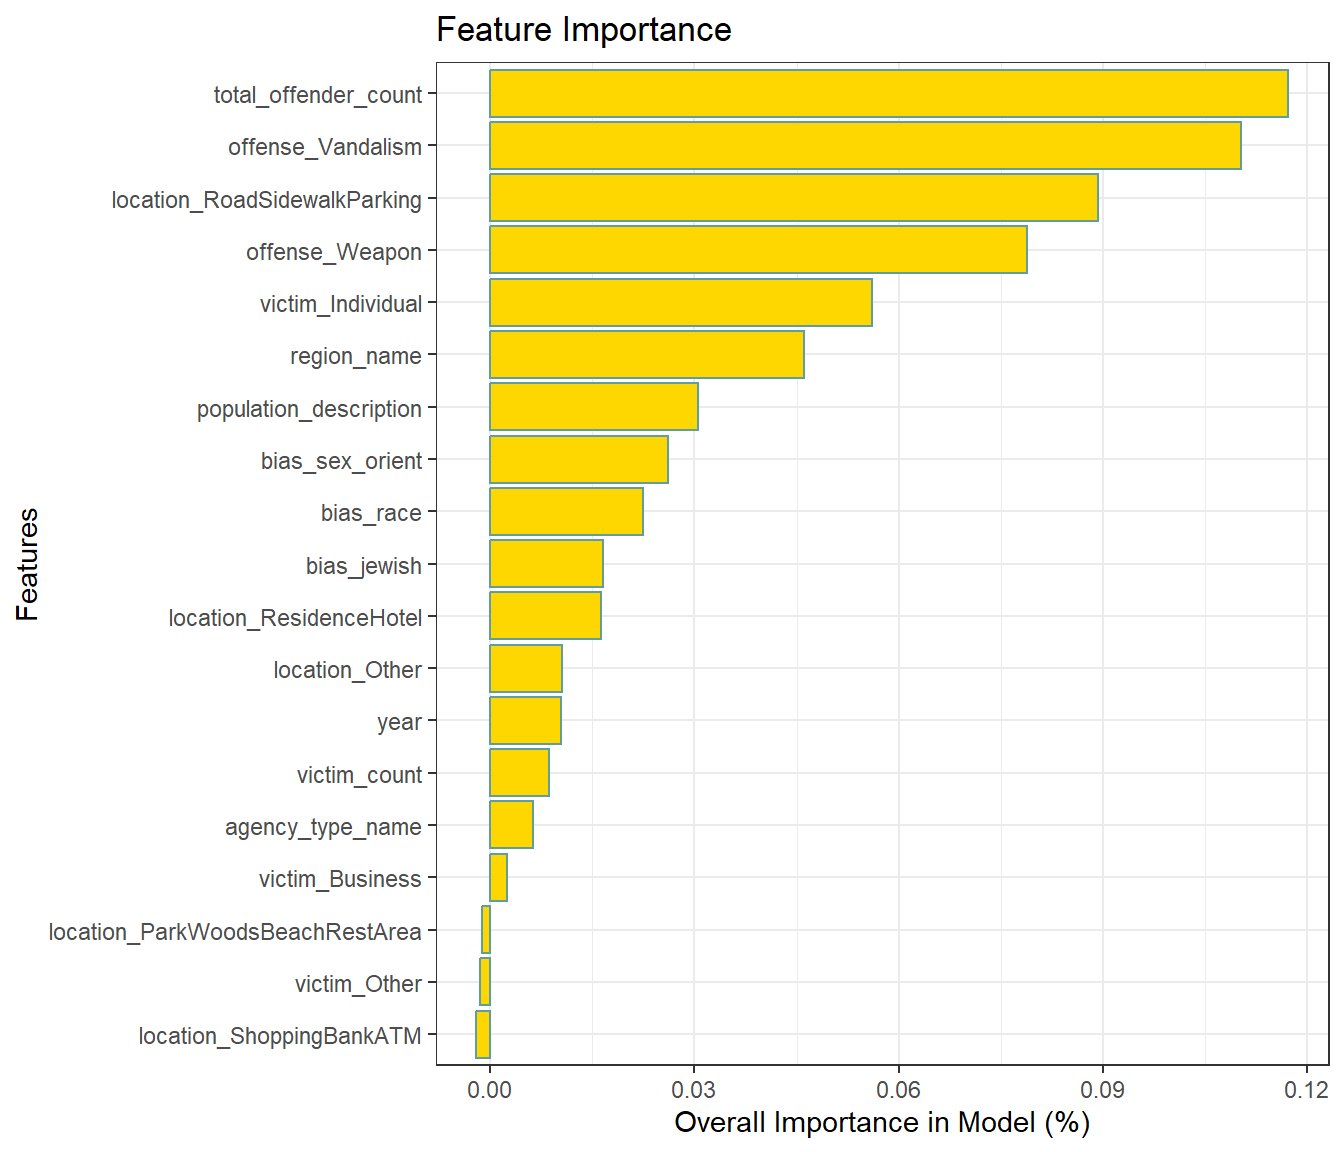 Feature Importance
total_offender_count
offense_Vandalism
location_RoadSidewalkParking
offense_Weapon
victim_Individual
region_name
population_description
bias_sex_orient
bias_race
bias_jewish
location_ResidenceHotel
location_Other
year
victim_count
agency_type_name
victim_Business
location_ParkWoodsBeachRestArea
victim_Other
location_ShoppingBankATM
Features
0.00 0.03 0.06 0.09 0.12
Overall Importance in Model (%)